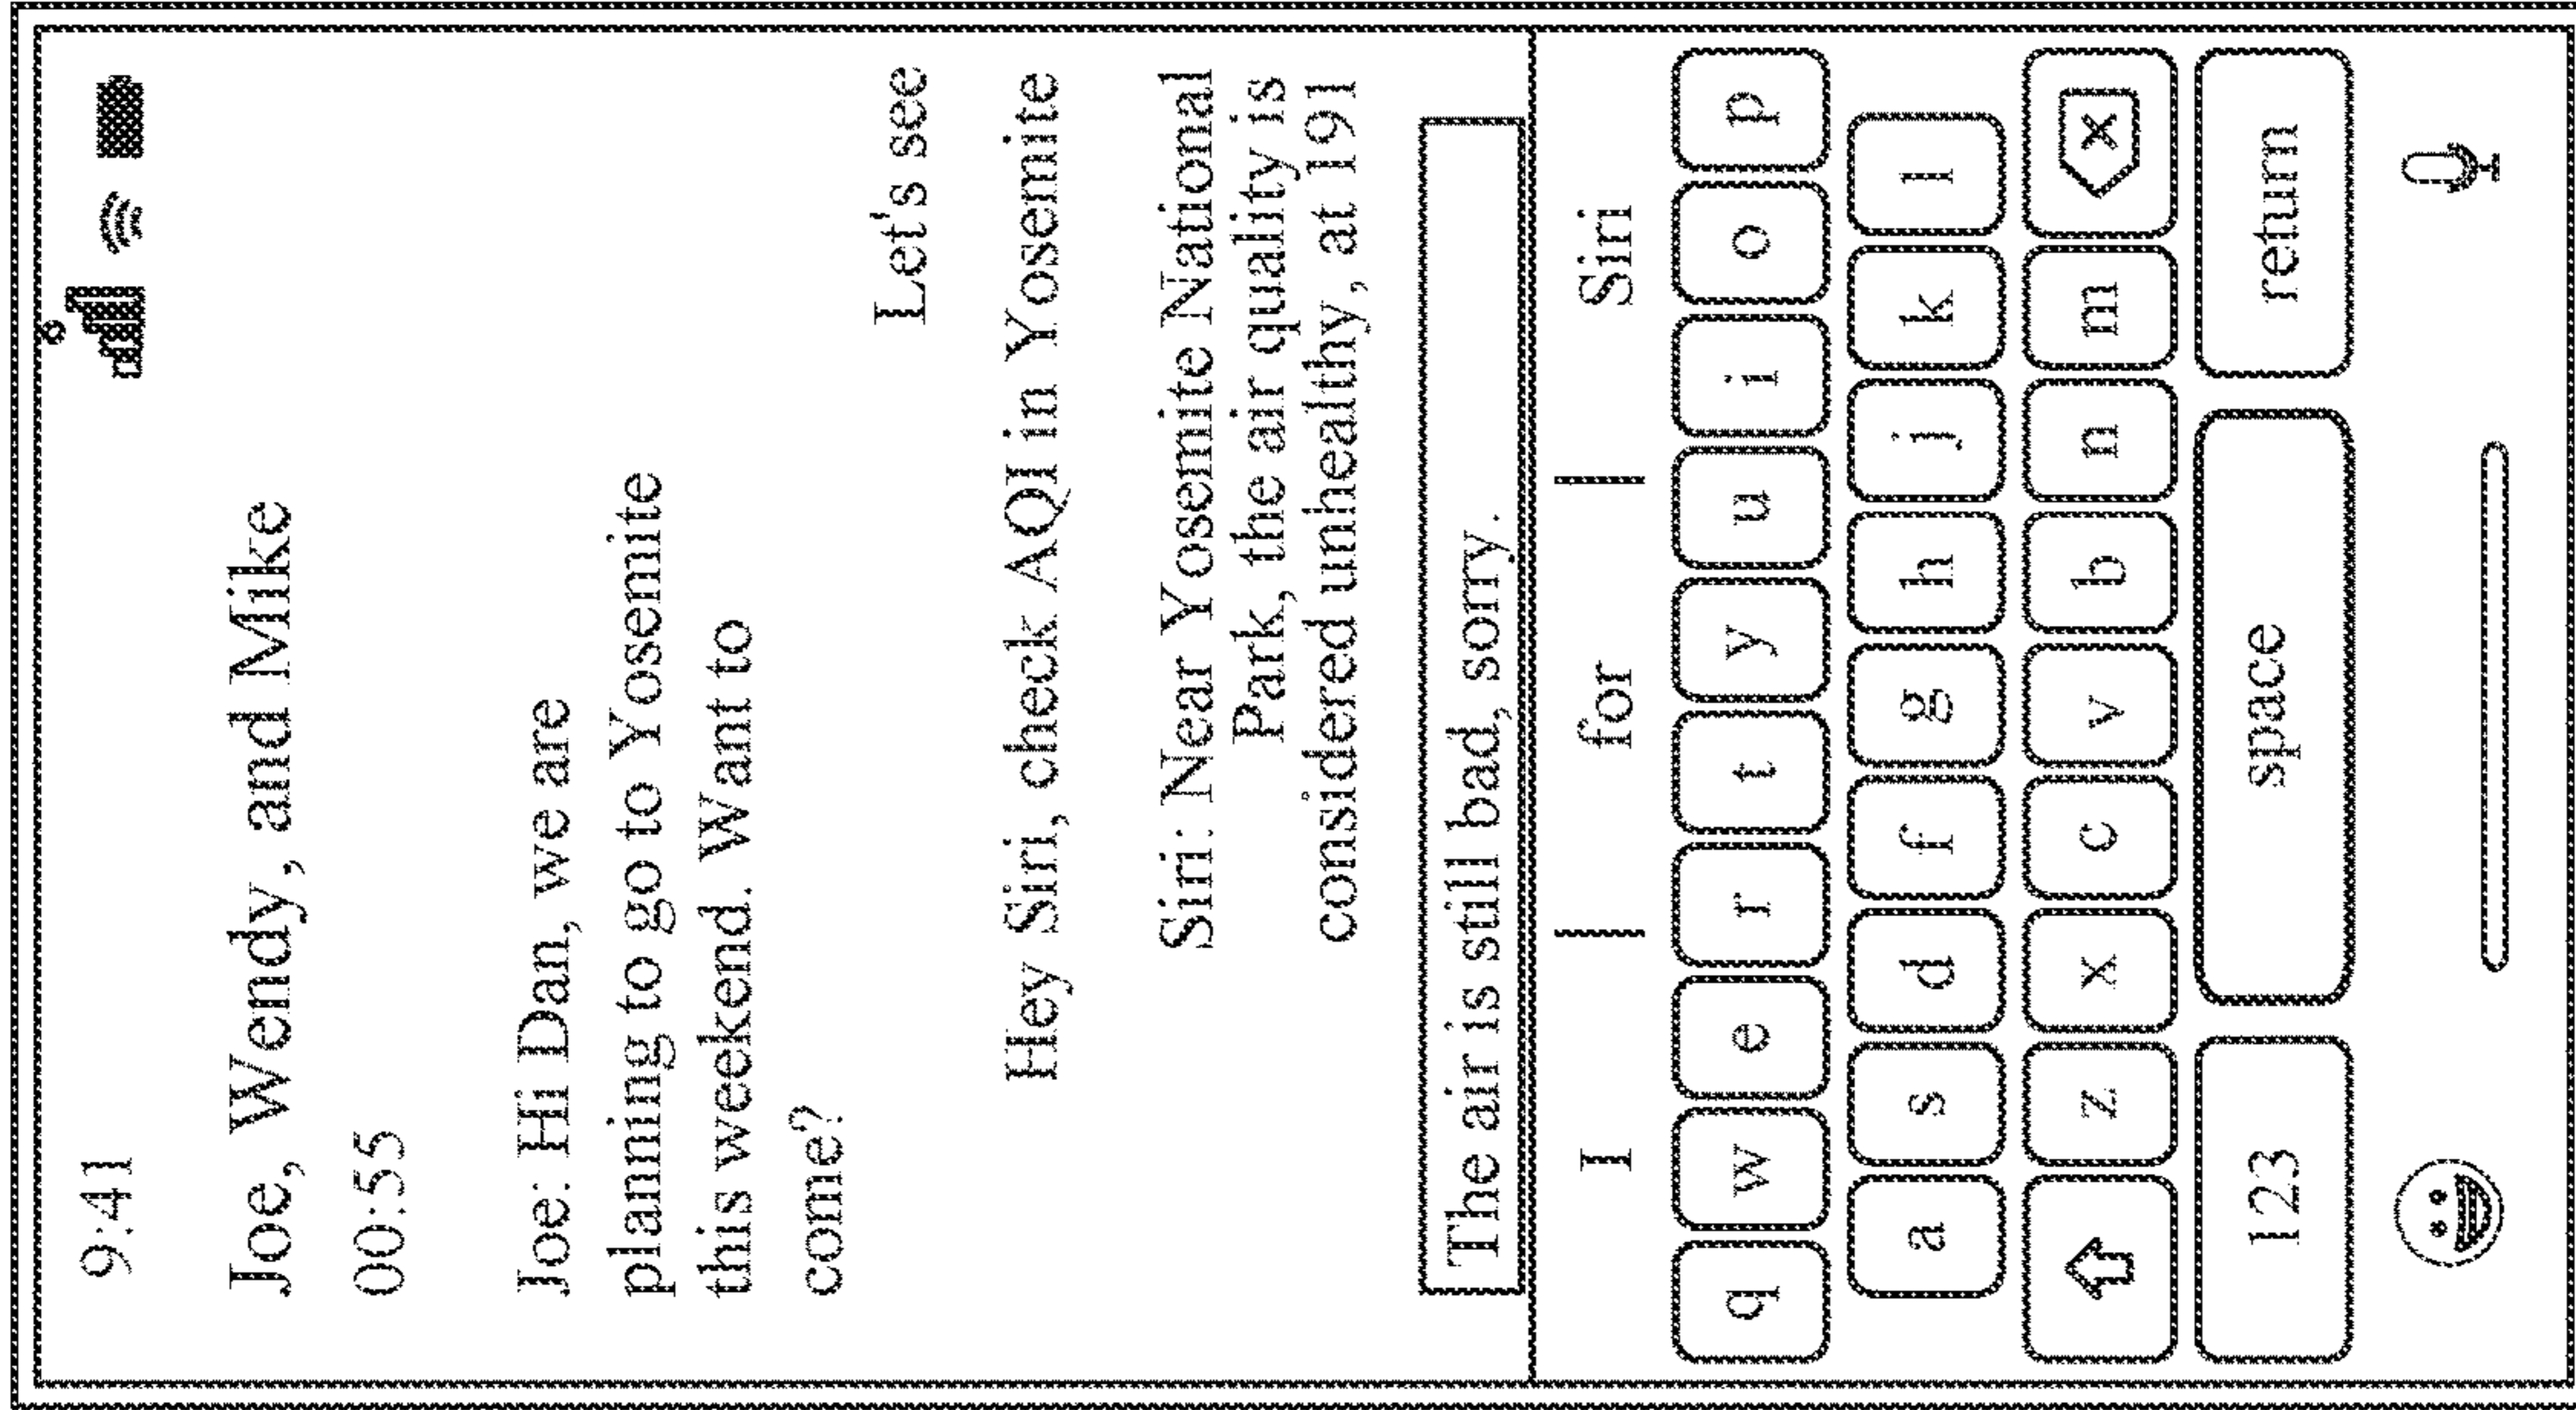 9:41
Joe, Wendy, and Mike
00:55
Joe: Hi Dan, we are
planning to go to Yosemite
this weekend. Want to
come?
Let's see
Hey Siri, check AQI in Yosemite
Siri: Near Yosemite National
Park, the air quality is
considered unhealthy, at 191
The air is still bad, sorry.
I | for | Siri
q w e r t y u i o p
a s d f g h j k l
z x c v b n m
123 space return